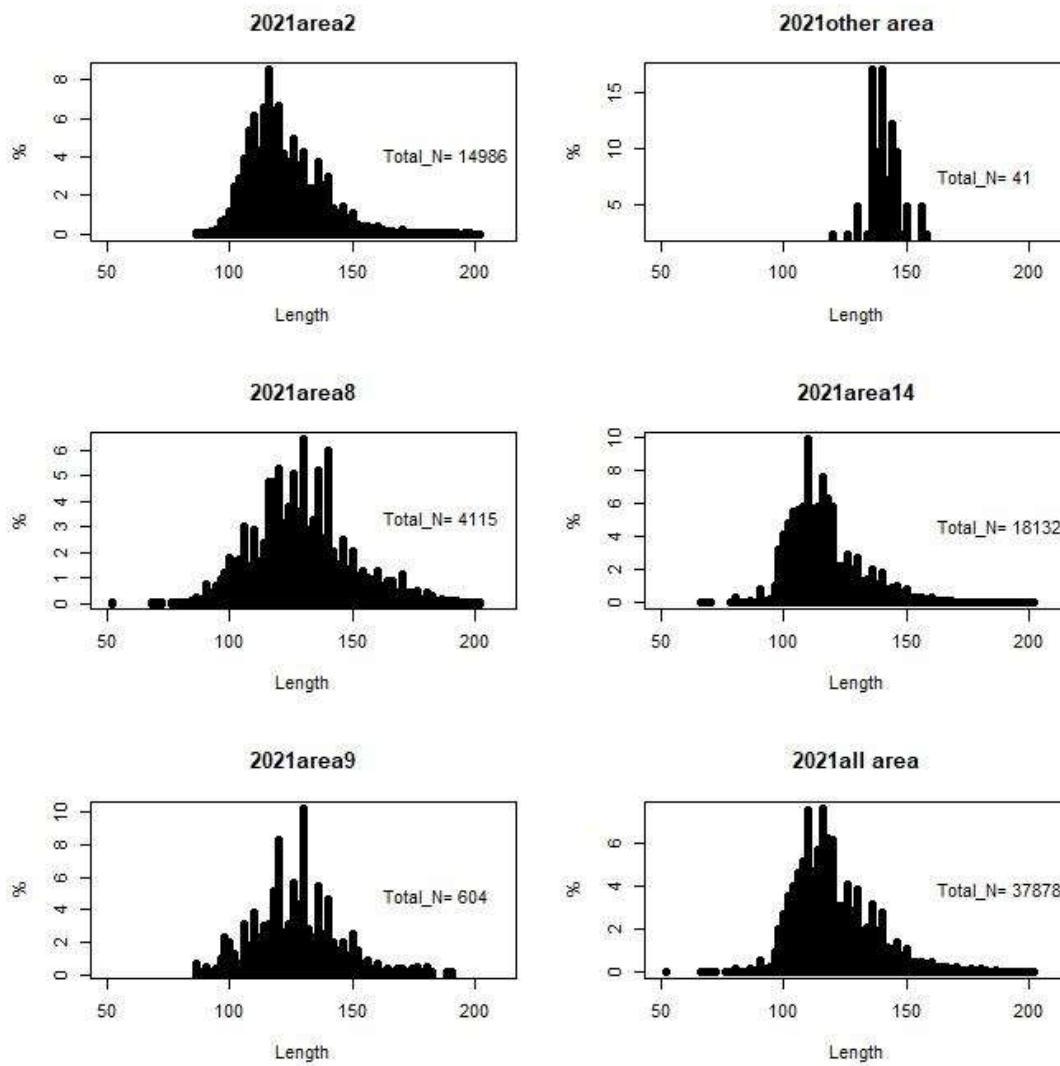 2021area2
%
8
6
4
2
0
Total_N= 14986
50 100 150 200
Length
2021other area
%
15
10
5
Total_N= 41
50 100 150 200
Length
2021area8
%
6
5
4
3
2
1
0
Total_N= 4115
50 100 150 200
Length
2021area14
%
10
8
6
4
2
0
Total_N= 18132
50 100 150 200
Length
2021area9
%
10
8
6
4
2
0
Total_N= 604
50 100 150 200
Length
2021all area
%
6
4
2
0
Total_N= 37878
50 100 150 200
Length